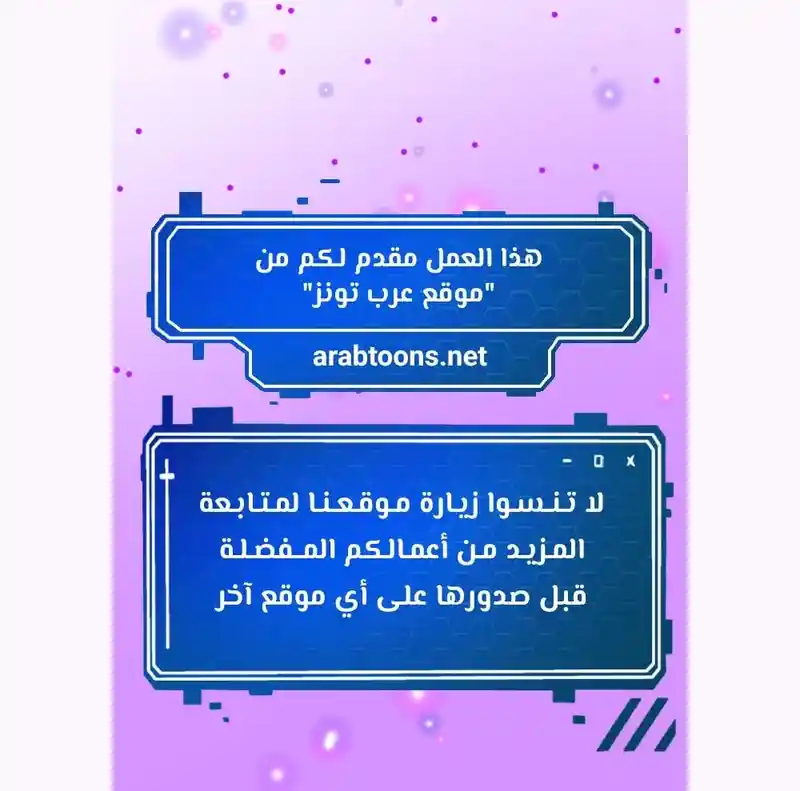 هذا العمل مقدم لكم من
"موقع عرب تونز"
arabtoons.net
لا تنسوا زيارة موقعنا لمتابعة
المزيد من أعمالكم المفضلة
قبل صدورها على أي موقع آخر